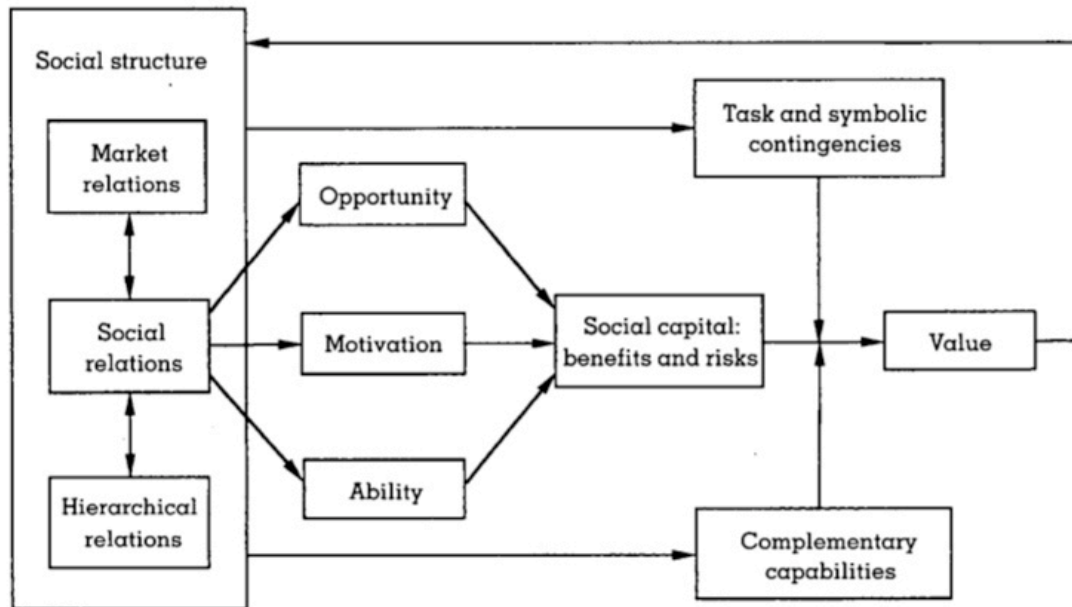 Social structure
Market
relations
Social
relations
Hierarchical
relations
Opportunity
Motivation
Ability
Social capital:
benefits and risks
Task and symbolic
contingencies
Complementary
capabilities
Value